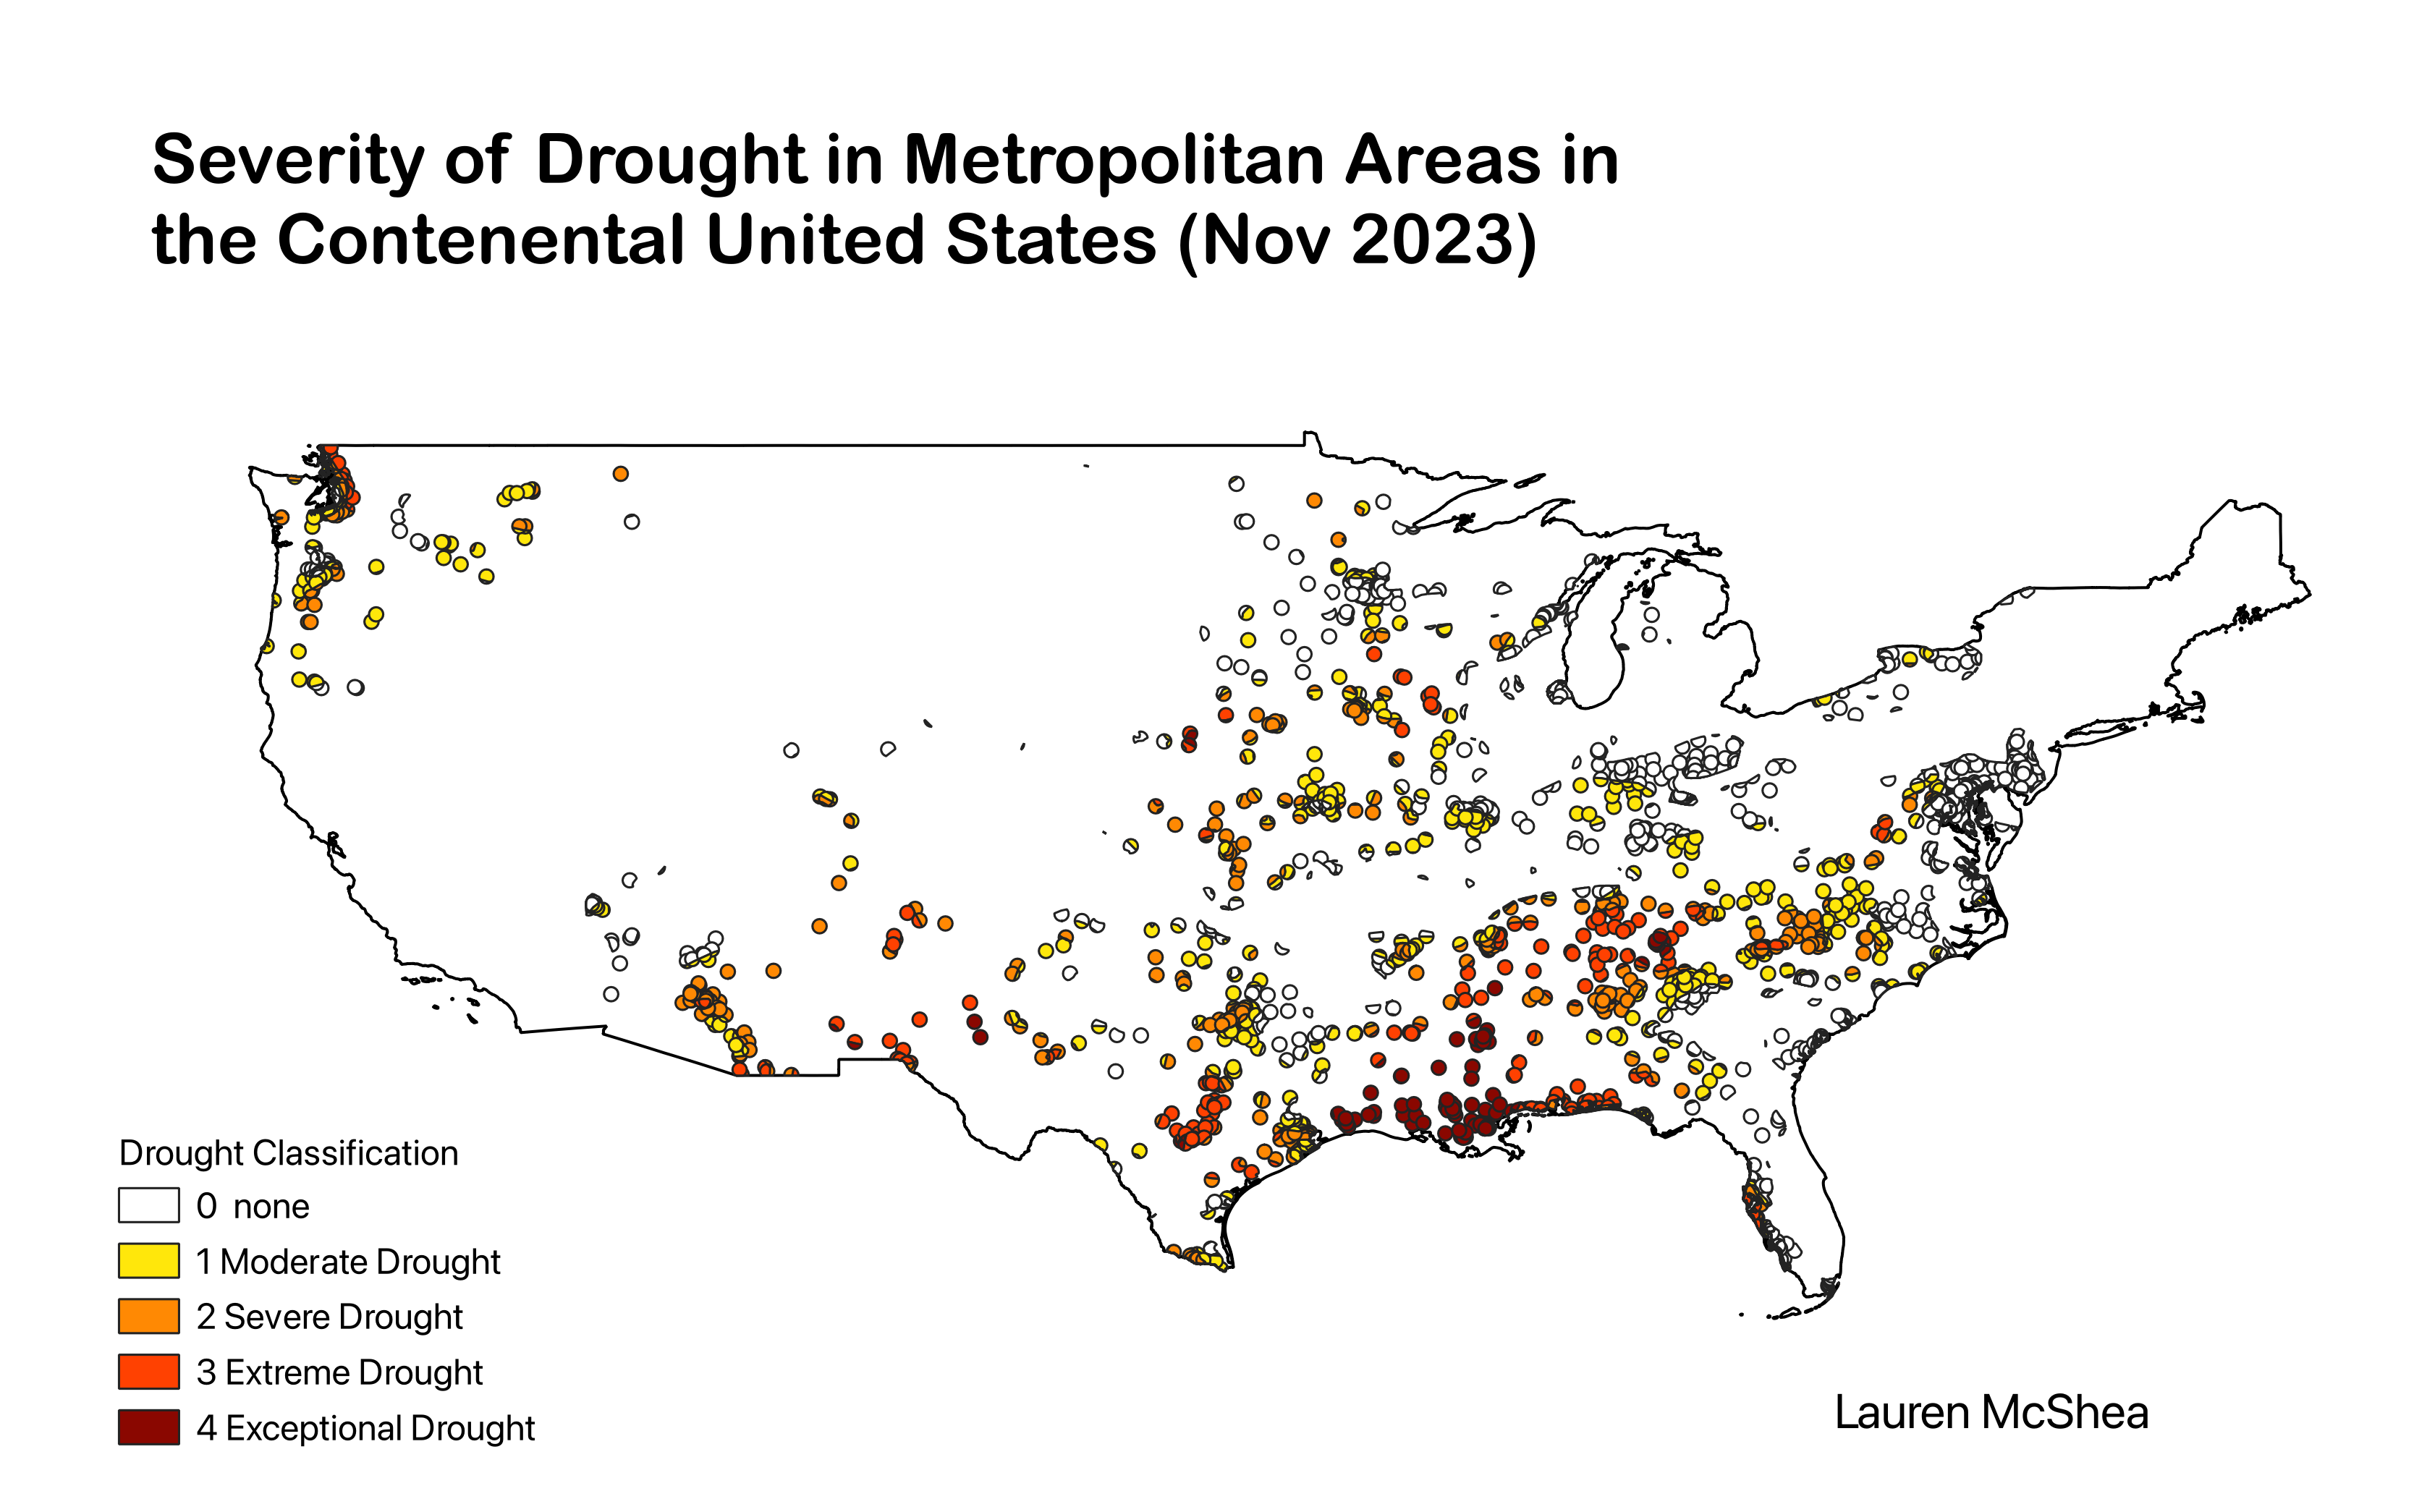 Severity of Drought in Metropolitan Areas in
the Contenental United States (Nov 2023)
Drought Classification
0 none
1 Moderate Drought
2 Severe Drought
3 Extreme Drought
4 Exceptional Drought
Lauren McShea